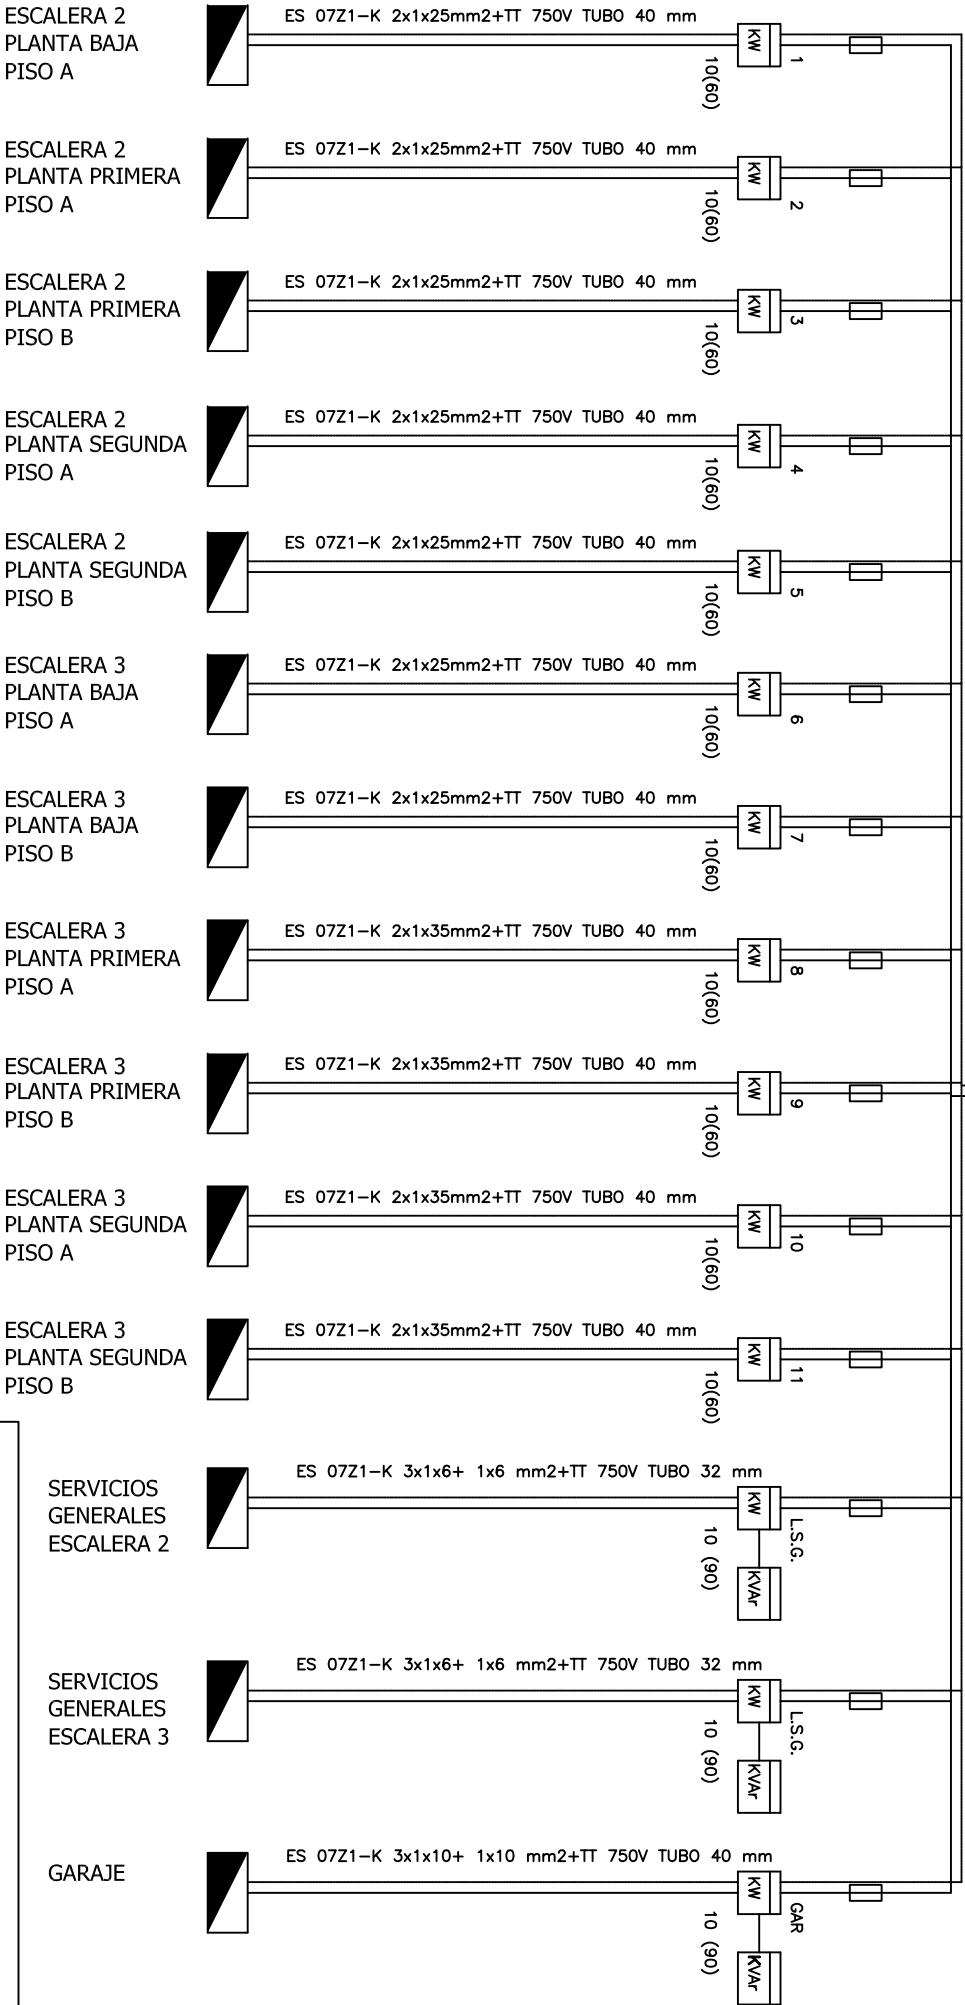 ESCALERA 2
PLANTA BAJA
PISO A
ES 07Z1-K 2x1x25mm2+TT 750V TUBO 40 mm
KW
1
10(60)
ESCALERA 2
PLANTA PRIMERA
PISO A
ES 07Z1-K 2x1x25mm2+TT 750V TUBO 40 mm
KW
2
10(60)
ESCALERA 2
PLANTA PRIMERA
PISO B
ES 07Z1-K 2x1x25mm2+TT 750V TUBO 40 mm
KW
3
10(60)
ESCALERA 2
PLANTA SEGUNDA
PISO A
ES 07Z1-K 2x1x25mm2+TT 750V TUBO 40 mm
KW
4
10(60)
ESCALERA 2
PLANTA SEGUNDA
PISO B
ES 07Z1-K 2x1x25mm2+TT 750V TUBO 40 mm
KW
5
10(60)
ESCALERA 3
PLANTA BAJA
PISO A
ES 07Z1-K 2x1x25mm2+TT 750V TUBO 40 mm
KW
6
10(60)
ESCALERA 3
PLANTA BAJA
PISO B
ES 07Z1-K 2x1x25mm2+TT 750V TUBO 40 mm
KW
7
10(60)
ESCALERA 3
PLANTA PRIMERA
PISO A
ES 07Z1-K 2x1x35mm2+TT 750V TUBO 40 mm
KW
8
10(60)
ESCALERA 3
PLANTA PRIMERA
PISO B
ES 07Z1-K 2x1x35mm2+TT 750V TUBO 40 mm
KW
9
10(60)
ESCALERA 3
PLANTA SEGUNDA
PISO A
ES 07Z1-K 2x1x35mm2+TT 750V TUBO 40 mm
KW
10
10(60)
ESCALERA 3
PLANTA SEGUNDA
PISO B
ES 07Z1-K 2x1x35mm2+TT 750V TUBO 40 mm
KW
11
10(60)
SERVICIOS
GENERALES
ESCALERA 2
ES 07Z1-K 3x1x6+ 1x6 mm2+TT 750V TUBO 32 mm
KW
L.S.G.
10 (90)
KVAr
SERVICIOS
GENERALES
ESCALERA 3
ES 07Z1-K 3x1x6+ 1x6 mm2+TT 750V TUBO 32 mm
KW
L.S.G.
10 (90)
KVAr
GARAJE
ES 07Z1-K 3x1x10+ 1x10 mm2+TT 750V TUBO 40 mm
KW
GAR
10 (90)
KVAr